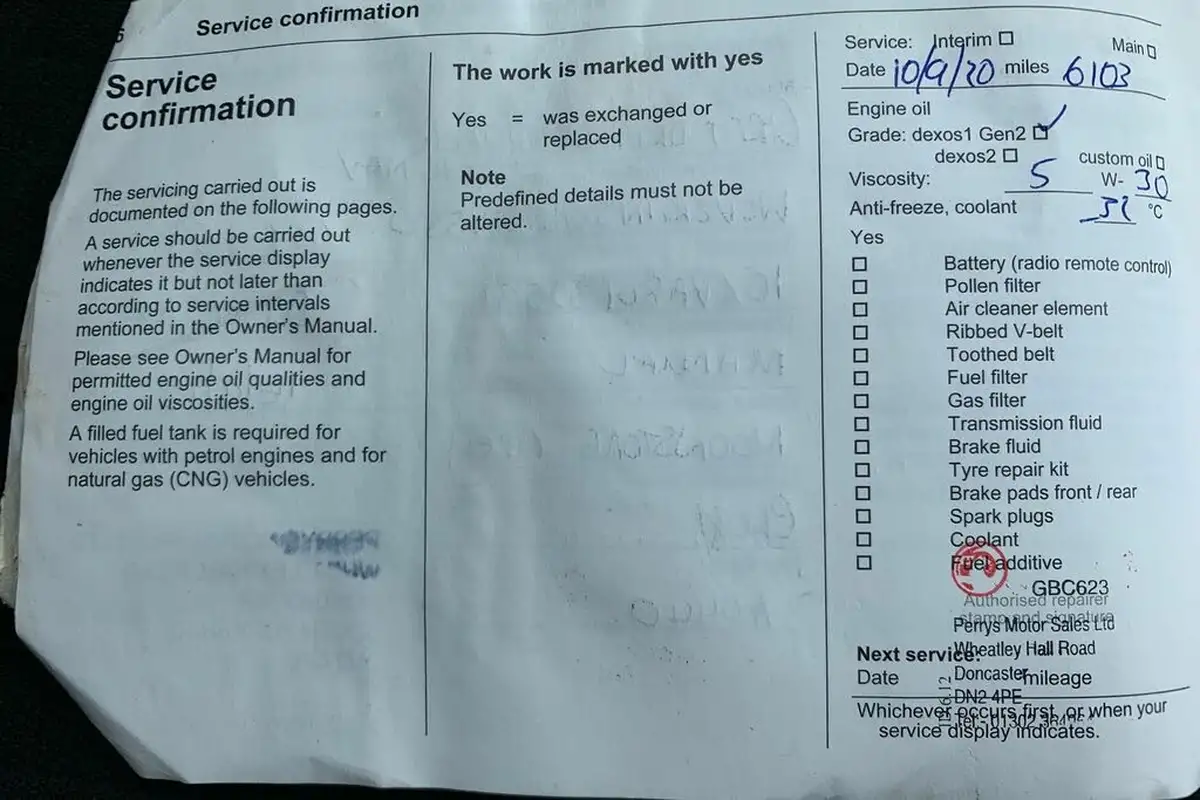 6
Service confirmation
Service
confirmation
The servicing carried out is
documented on the following pages.
A service should be carried out
whenever the service display
indicates it but not later than
according to service intervals
mentioned in the Owner's Manual.
Please see Owner's Manual for
permitted engine oil qualities and
engine oil viscosities.
A filled fuel tank is required for
vehicles with petrol engines and for
natural gas (CNG) vehicles.
The work is marked with yes
Yes = was exchanged or
replaced
Note
Predefined details must not be
altered.
Service: Interim ☐ Main ☐
Date 10/9/20 miles 6103
Engine oil
Grade: dexos1 Gen2 ☑
dexos2 ☐ custom oil ☐
Viscosity: 5 W- 30
Anti-freeze, coolant °C
Yes
☐ Battery (radio remote control)
☐ Pollen filter
☐ Air cleaner element
☐ Ribbed V-belt
☐ Toothed belt
☐ Fuel filter
☐ Gas filter
☐ Transmission fluid
☐ Brake fluid
☐ Tyre repair kit
☐ Brake pads front / rear
☐ Spark plugs
☐ Coolant
☐ Fuel additive
GBC623
Authorised repairer
stamp and signature
Perrys Motor Sales Ltd
Wheatley Hall Road
Next service:
Doncaster
Date mileage
DN2 4PE
Tel:- 01302
Whichever occurs first, or when your
service display indicates.